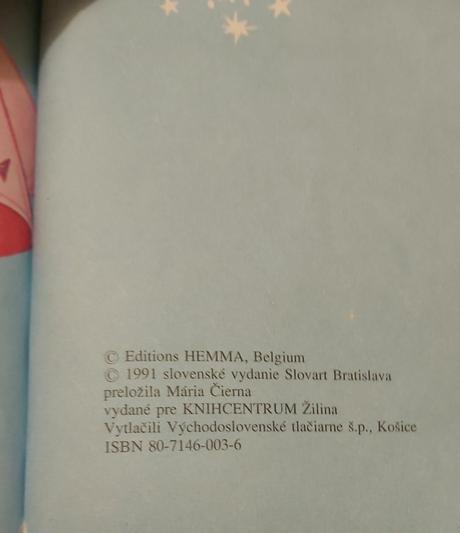 © Editions HEMMA, Belgium
© 1991 slovenské vydanie Slovart Bratislava
preložila Mária Čierna
vydané pre KNIHCENTRUM Žilina
Vytlačili Východoslovenské tlačiarne š.p., Košice
ISBN 80-7146-003-6